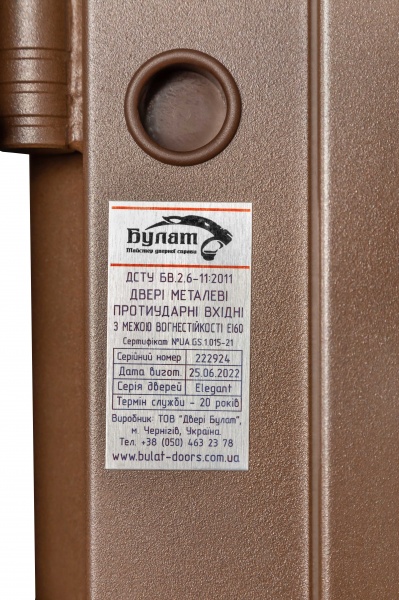 Булат
Майстер дверної справи
ДСТУ БВ.2.6-11:2011
ДВЕРІ МЕТАЛЕВІ
ПРОТИУДАРНІ ВХІДНІ
З МЕЖОЮ ВОГНЕСТІЙКОСТІ EI60
Сертифікат №UA.GS.1.015-21
Серійний номер 222924
Дата вигот. 25.06.2022
Серія дверей Elegant
Термін служби - 20 років
Виробник: ТОВ "Двері Булат",
м. Чернігів, Україна.
Тел. +38 (050) 463 23 78
www.bulat-doors.com.ua